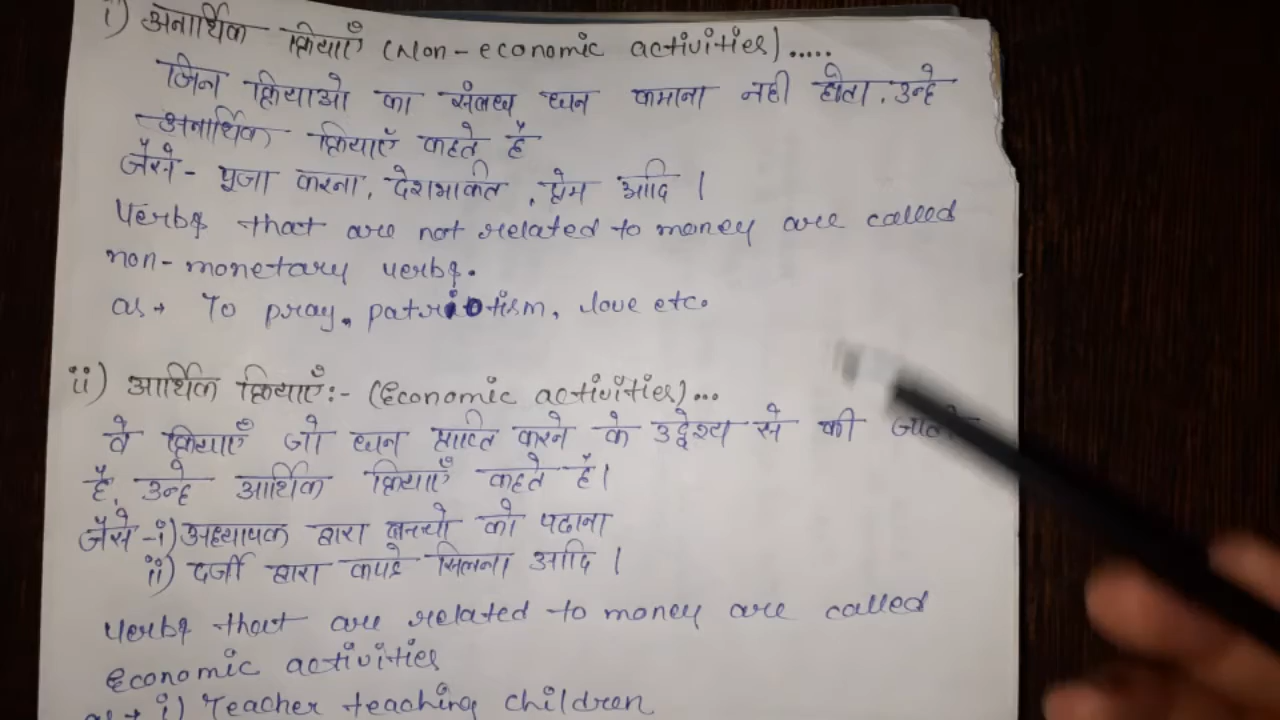 i) अनार्थिक क्रियाएँ (Non-economic activities).....
जिन क्रियाओ का संबंध धन कमाना नही होता, उन्हे
अनार्थिक क्रियाएँ कहते है
जैसे- पूजा करना, देशभक्ति, प्रेम आदि ।
Verbs that are not related to money are called
non-monetary verbs.
as → To pray, patriotism, love etc.
ii) आर्थिक क्रियाएँ:- (Economic activities)...
वे क्रियाएँ जो धन प्राप्ति करने के उद्देश्य से की
है, उन्हे आर्थिक क्रियाएँ कहते है।
जैसे -i) अध्यापक द्वारा बच्चो को पढाना
ii) दर्जी द्वारा कपडे सिलना आदि ।
Verbs that are related to money are called
Economic activities
as → i) Teacher teaching children